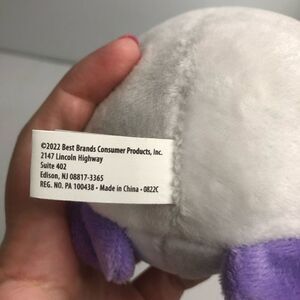 ©2022 Best Brands Consumer Products, Inc.
2147 Lincoln Highway
Suite 402
Edison, NJ 08817-3365
REG. NO. PA 100438 • Made in China • 0822C